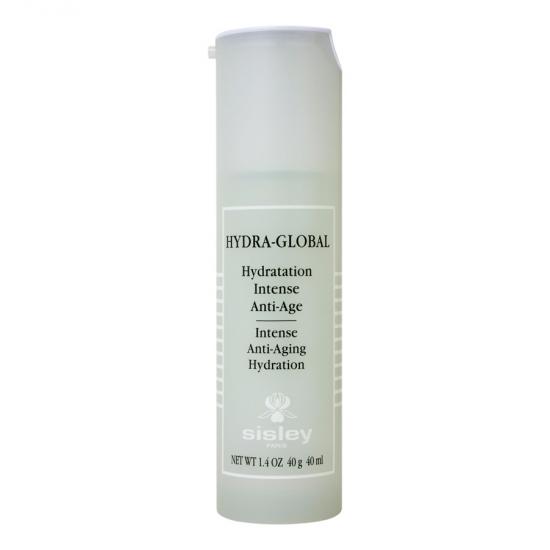 HYDRA-GLOBAL
Hydratation
Intense
Anti-Age
Intense
Anti-Aging
Hydration
sisley
PARIS
NET WT 1.4 OZ 40 g 40 ml